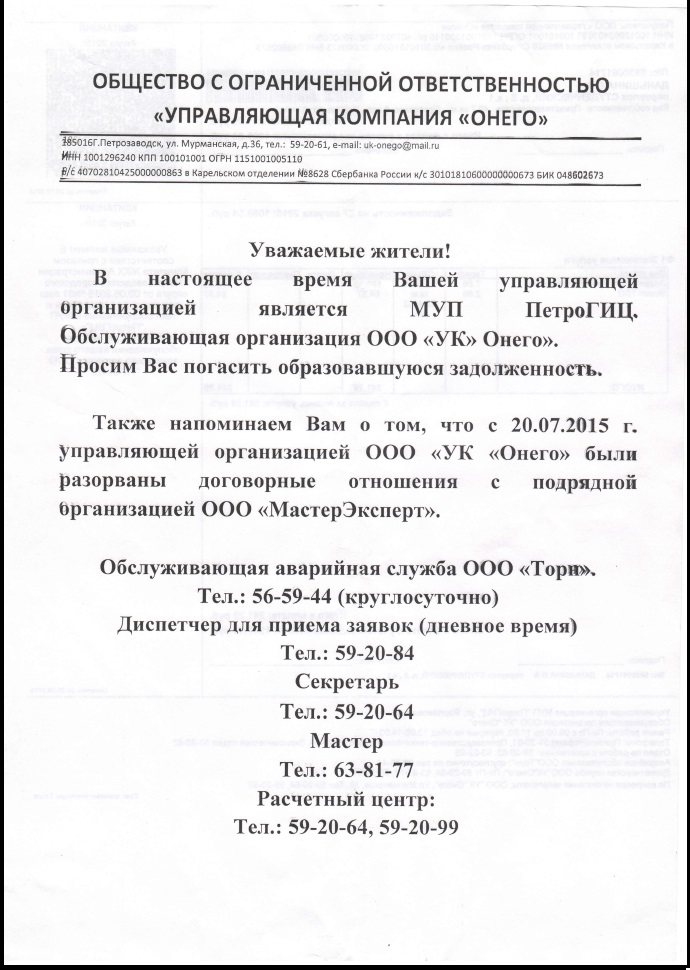 ОБЩЕСТВО С ОГРАНИЧЕННОЙ ОТВЕТСТВЕННОСТЬЮ
«УПРАВЛЯЮЩАЯ КОМПАНИЯ «ОНЕГО»
185016Г.Петрозаводск, ул. Мурманская, д.36, тел.: 59-20-61, e-mail: uk-onego@mail.ru
ИНН 1001296240 КПП 100101001 ОГРН 1151001005110
Р/с 40702810425000000863 в Карельском отделении №8628 Сбербанка России к/с 30101810600000000673 БИК 048602673
Уважаемые жители!
В настоящее время Вашей управляющей
организацией является МУП ПетроГИЦ.
Обслуживающая организация ООО «УК» Онего».
Просим Вас погасить образовавшуюся задолженность.
Также напоминаем Вам о том, что с 20.07.2015 г.
управляющей организацией ООО «УК «Онего» были
разорваны договорные отношения с подрядной
организацией ООО «МастерЭксперт».
Обслуживающая аварийная служба ООО «Торн».
Тел.: 56-59-44 (круглосуточно)
Диспетчер для приема заявок (дневное время)
Тел.: 59-20-84
Секретарь
Тел.: 59-20-64
Мастер
Тел.: 63-81-77
Расчетный центр:
Тел.: 59-20-64, 59-20-99